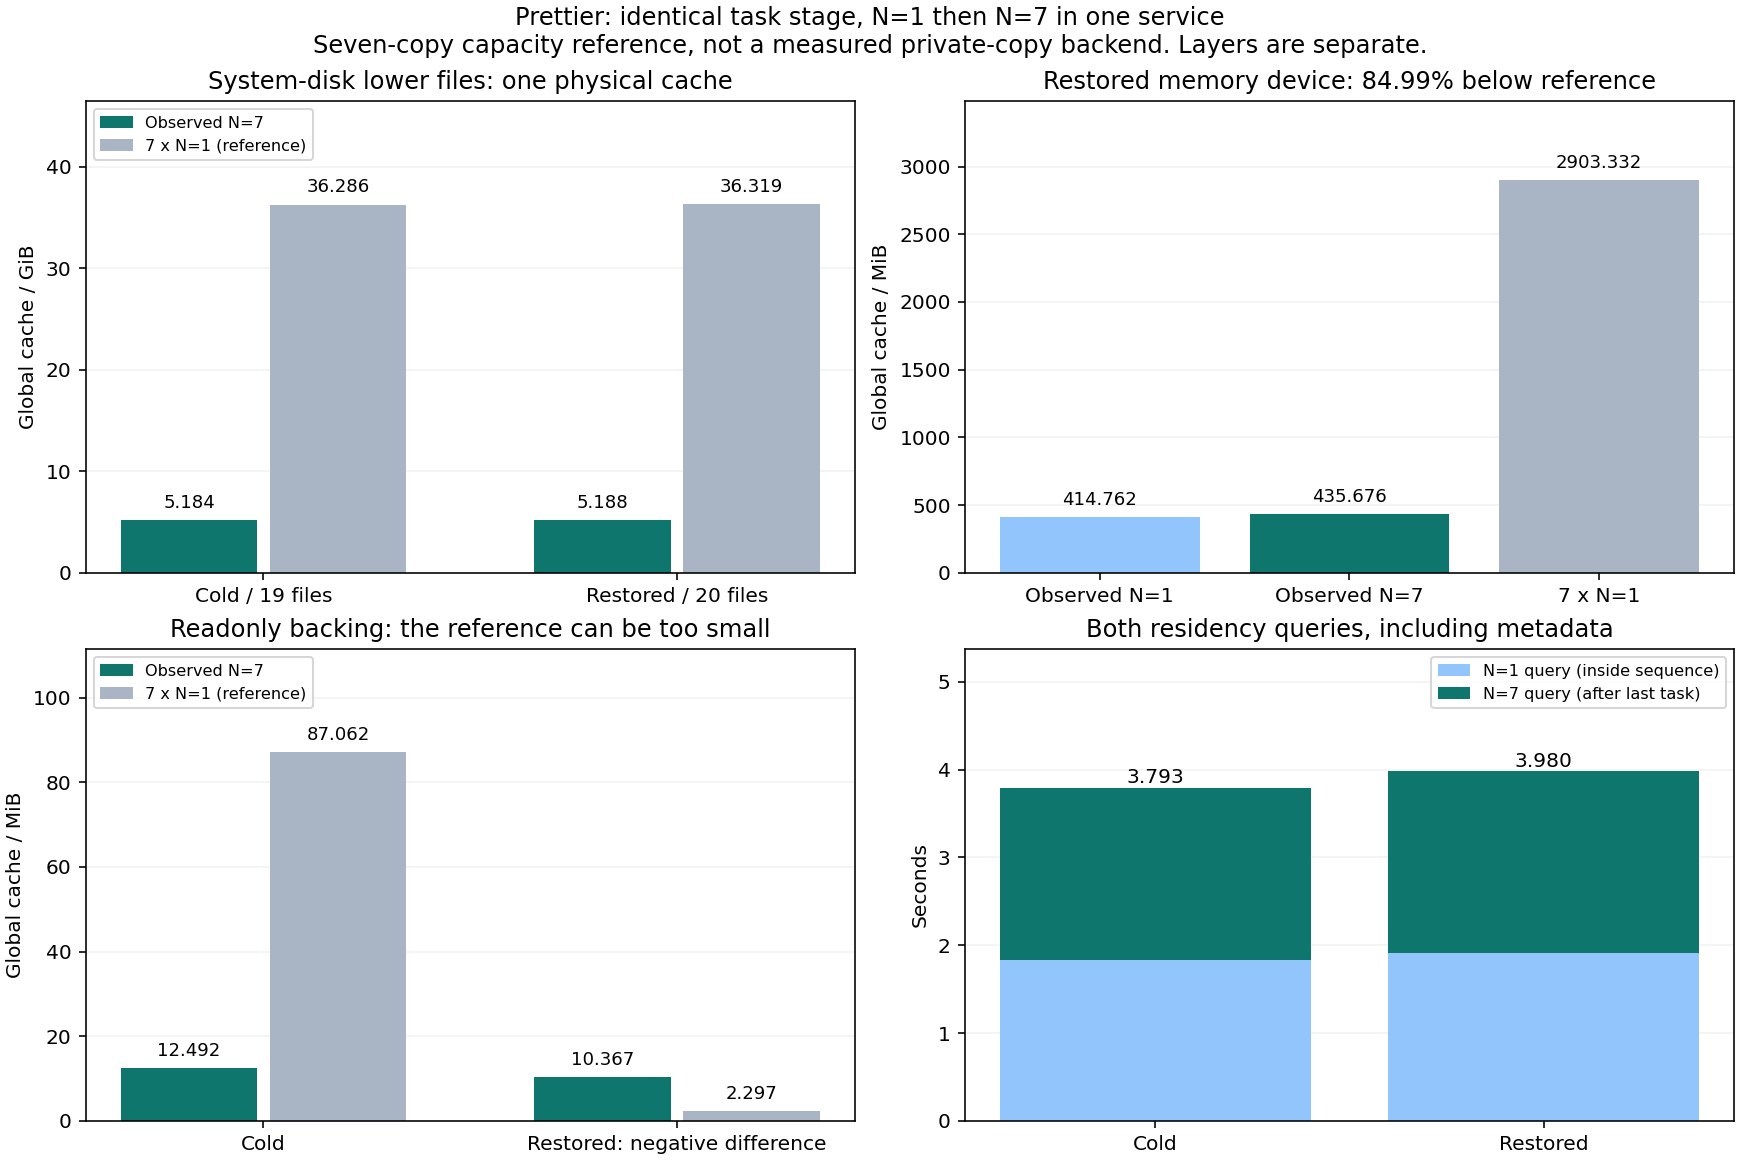 Prettier: identical task stage, N=1 then N=7 in one service
Seven-copy capacity reference, not a measured private-copy backend. Layers are separate.
System-disk lower files: one physical cache
Observed N=7
7 x N=1 (reference)
Global cache / GiB
40
30
20
10
0
5.184
36.286
5.188
36.319
Cold / 19 files
Restored / 20 files
Restored memory device: 84.99% below reference
Global cache / MiB
3000
2500
2000
1500
1000
500
0
414.762
435.676
2903.332
Observed N=1
Observed N=7
7 x N=1
Readonly backing: the reference can be too small
Observed N=7
7 x N=1 (reference)
Global cache / MiB
100
80
60
40
20
0
12.492
87.062
10.367
2.297
Cold
Restored: negative difference
Both residency queries, including metadata
N=1 query (inside sequence)
N=7 query (after last task)
Seconds
5
4
3
2
1
0
3.793
3.980
Cold
Restored